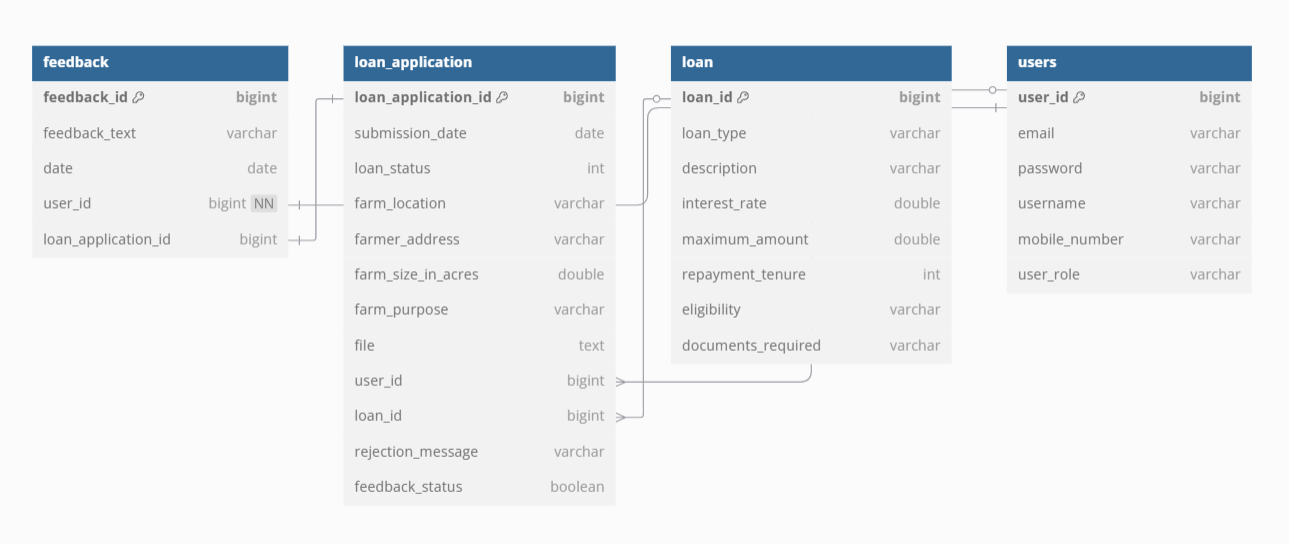 feedback
feedback_id bigint
feedback_text varchar
date date
user_id bigint NN
loan_application_id bigint
loan_application
loan_application_id bigint
submission_date date
loan_status int
farm_location varchar
farmer_address varchar
farm_size_in_acres double
farm_purpose varchar
file text
user_id bigint
loan_id bigint
rejection_message varchar
feedback_status boolean
loan
loan_id bigint
loan_type varchar
description varchar
interest_rate double
maximum_amount double
repayment_tenure int
eligibility varchar
documents_required varchar
users
user_id bigint
email varchar
password varchar
username varchar
mobile_number varchar
user_role varchar